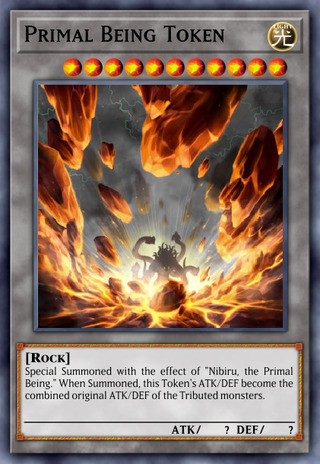 Primal Being Token
LIGHT
光
[Rock]
Special Summoned with the effect of "Nibiru, the Primal
Being." When Summoned, this Token's ATK/DEF become the
combined original ATK/DEF of the Tributed monsters.
ATK/ ? DEF/ ?